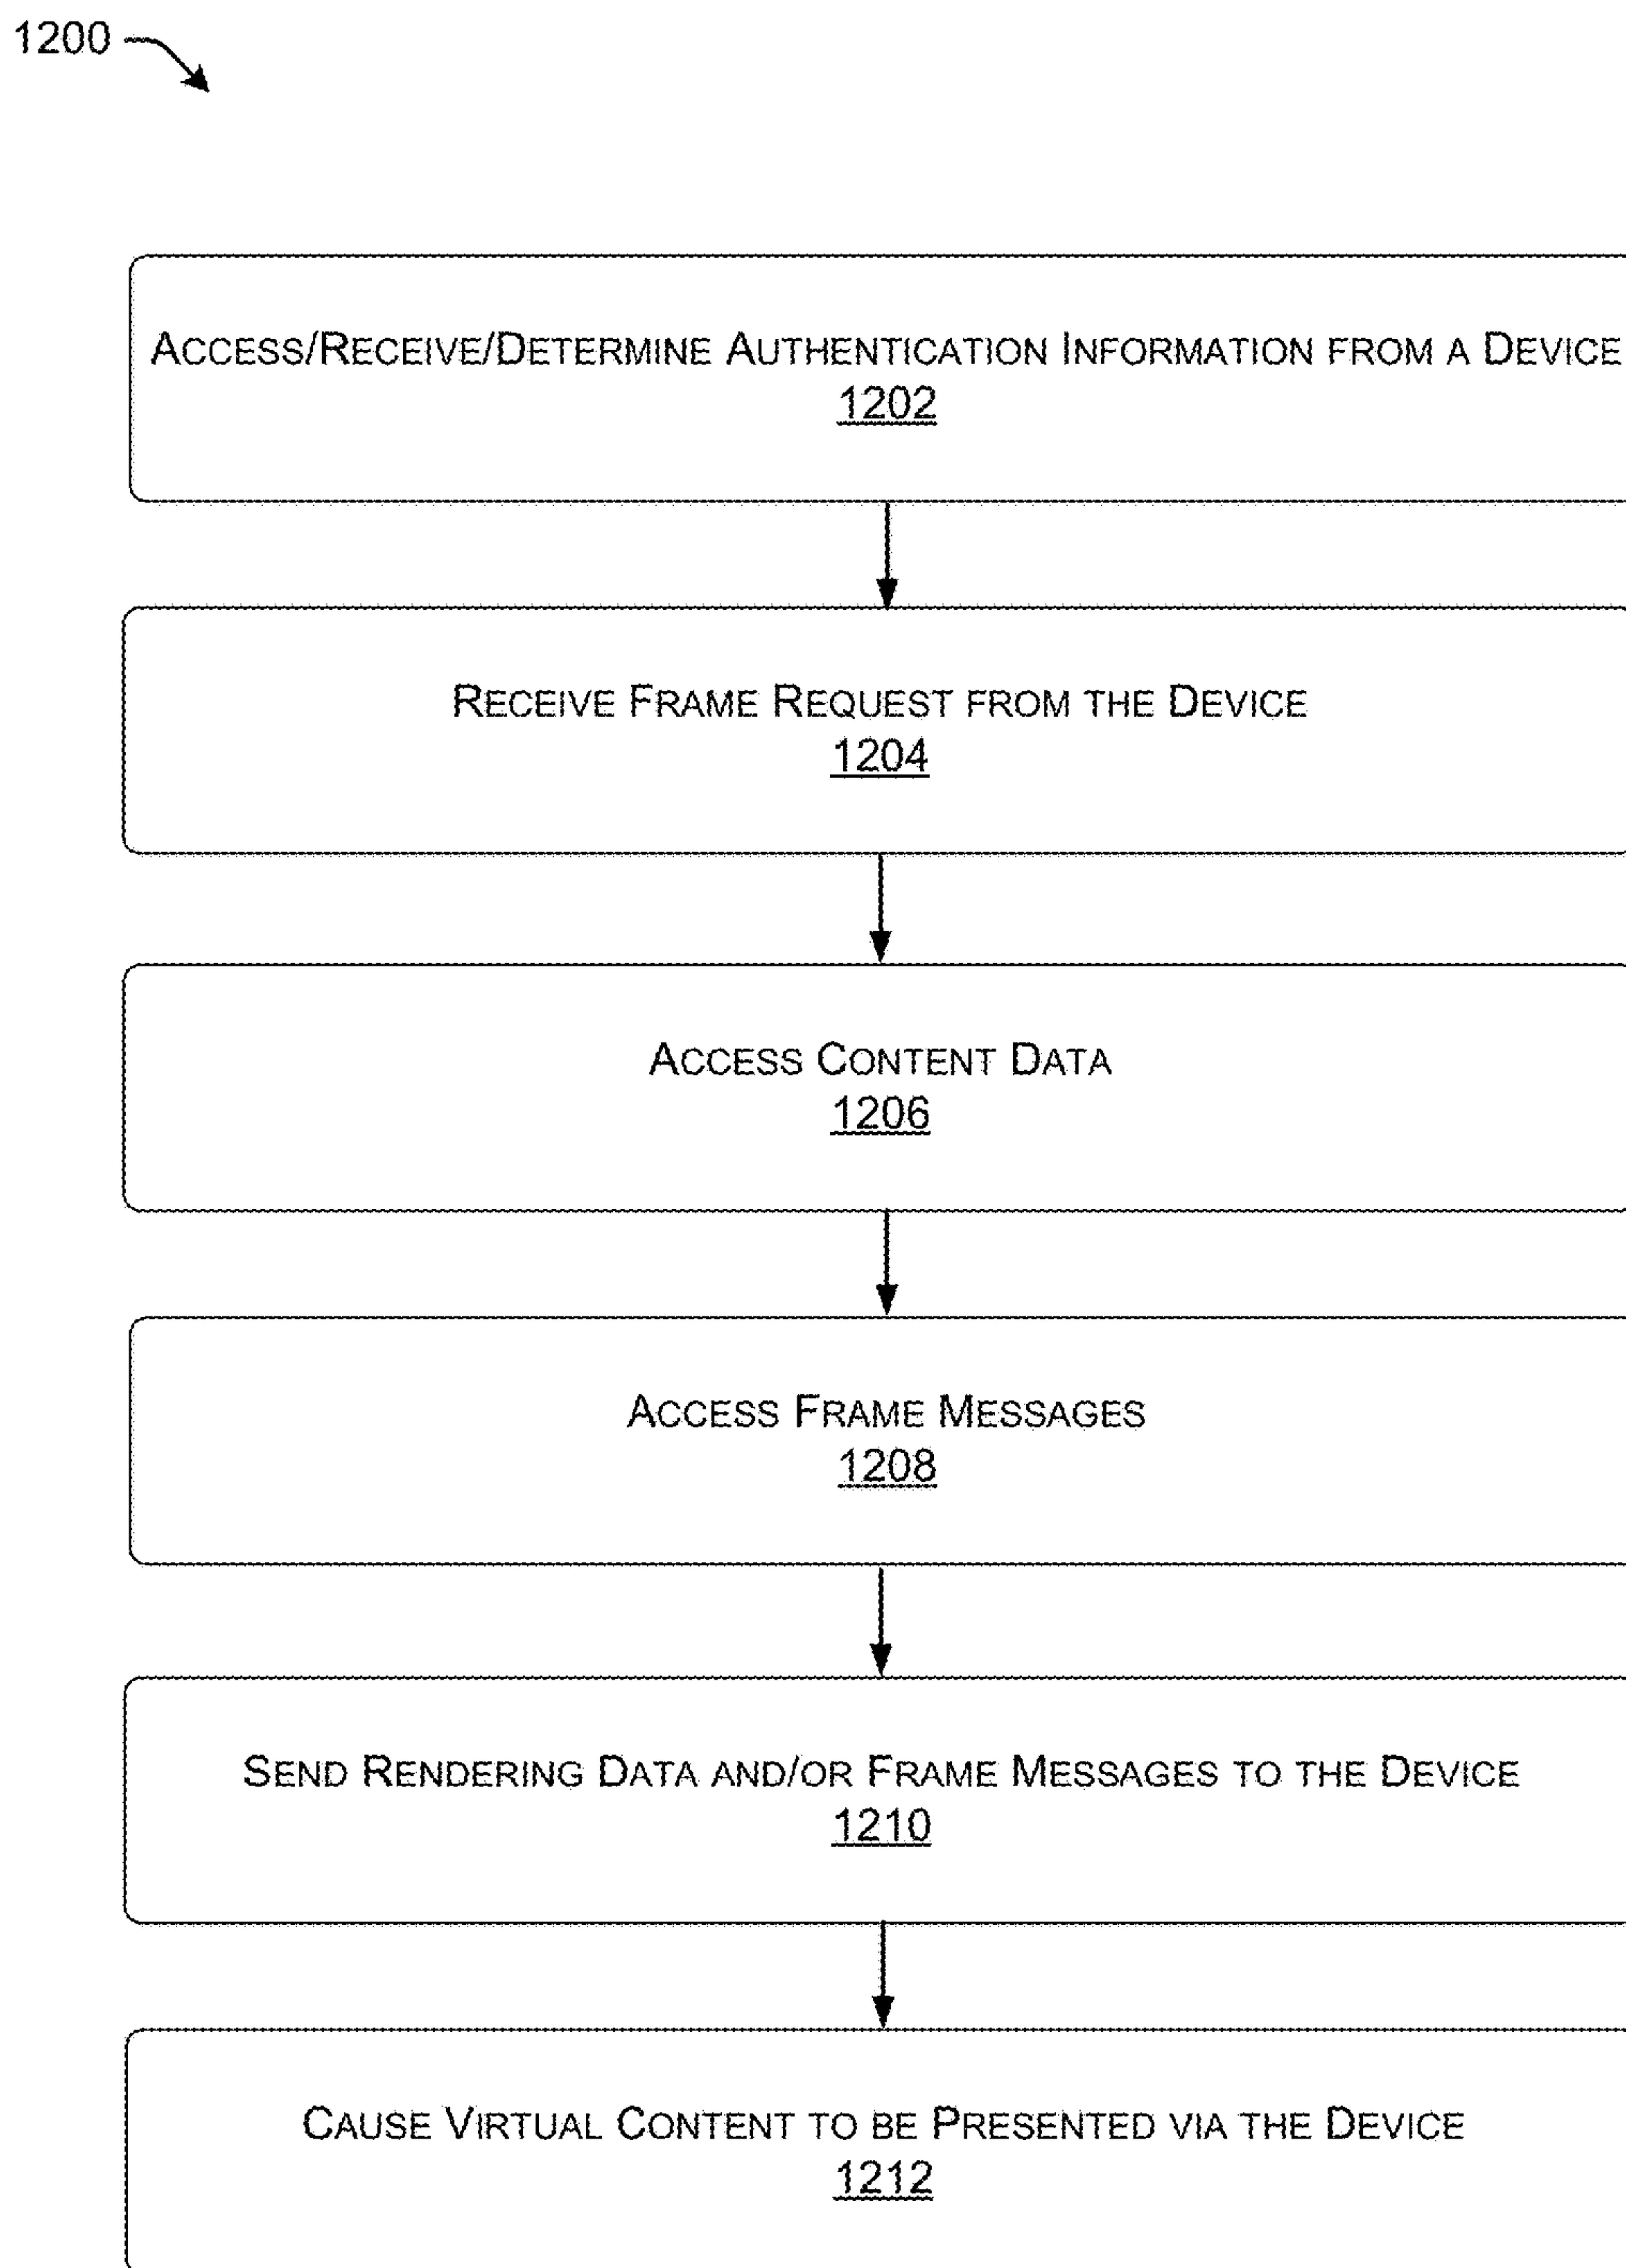 1200
ACCESS/RECEIVE/DETERMINE AUTHENTICATION INFORMATION FROM A DEVICE
1202
RECEIVE FRAME REQUEST FROM THE DEVICE
1204
ACCESS CONTENT DATA
1206
ACCESS FRAME MESSAGES
1208
SEND RENDERING DATA AND/OR FRAME MESSAGES TO THE DEVICE
1210
CAUSE VIRTUAL CONTENT TO BE PRESENTED VIA THE DEVICE
1212